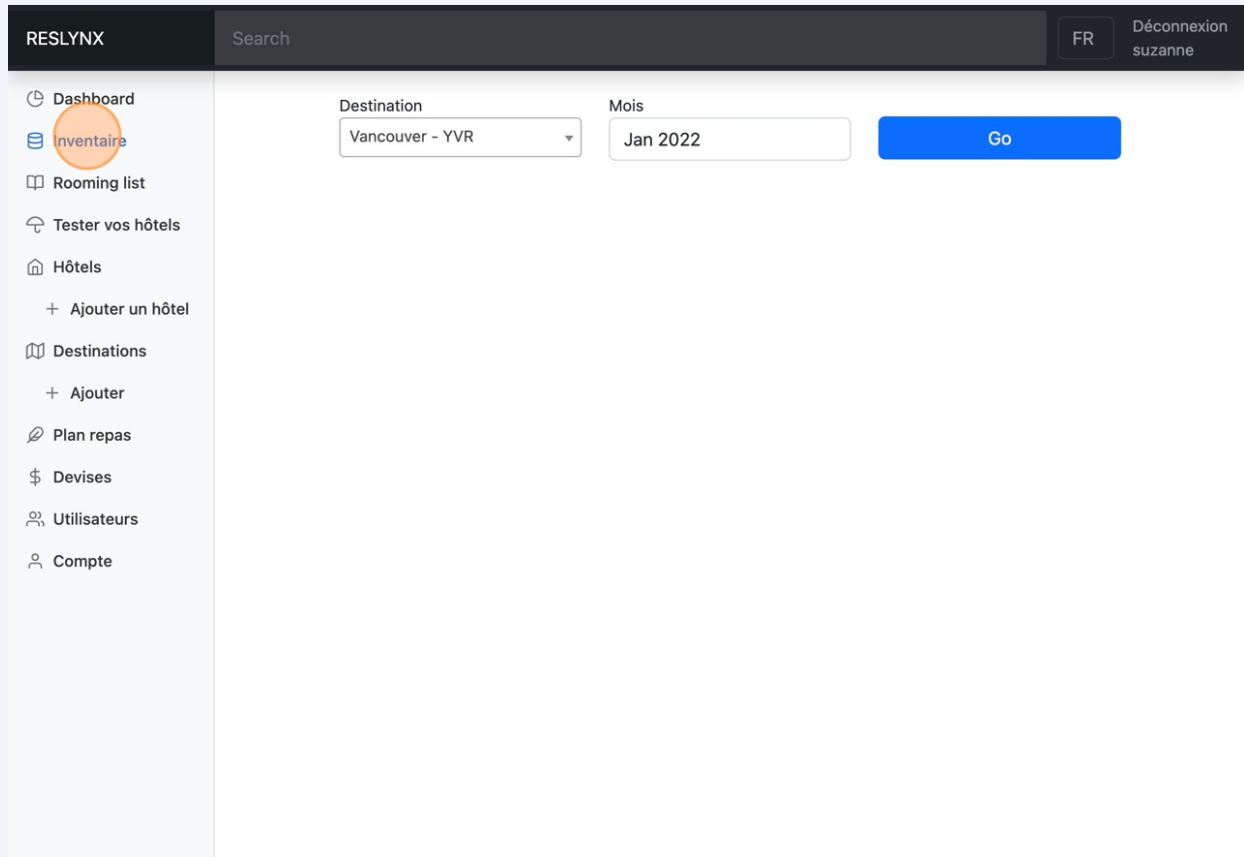 RESLYNX
Search
FR
Déconnexion
suzanne
Dashboard
Inventaire
Rooming list
Tester vos hôtels
Hôtels
+ Ajouter un hôtel
Destinations
+ Ajouter
Plan repas
$ Devises
Utilisateurs
Compte
Destination
Vancouver - YVR
Mois
Jan 2022
Go